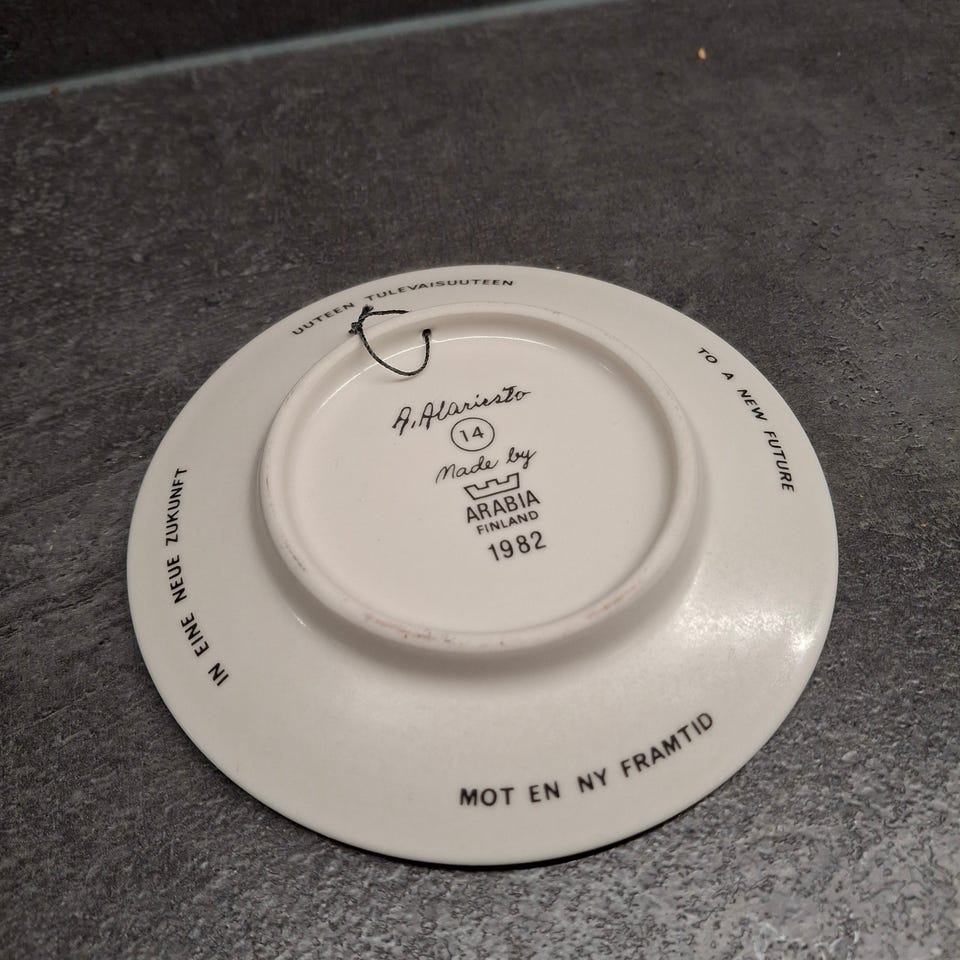 UUTEEN TULEVAISUUTEEN
TO A NEW FUTURE
A. Alariesto
14
Made by
ARABIA
FINLAND
1982
IN EINE NEUE ZUKUNFT
MOT EN NY FRAMTID